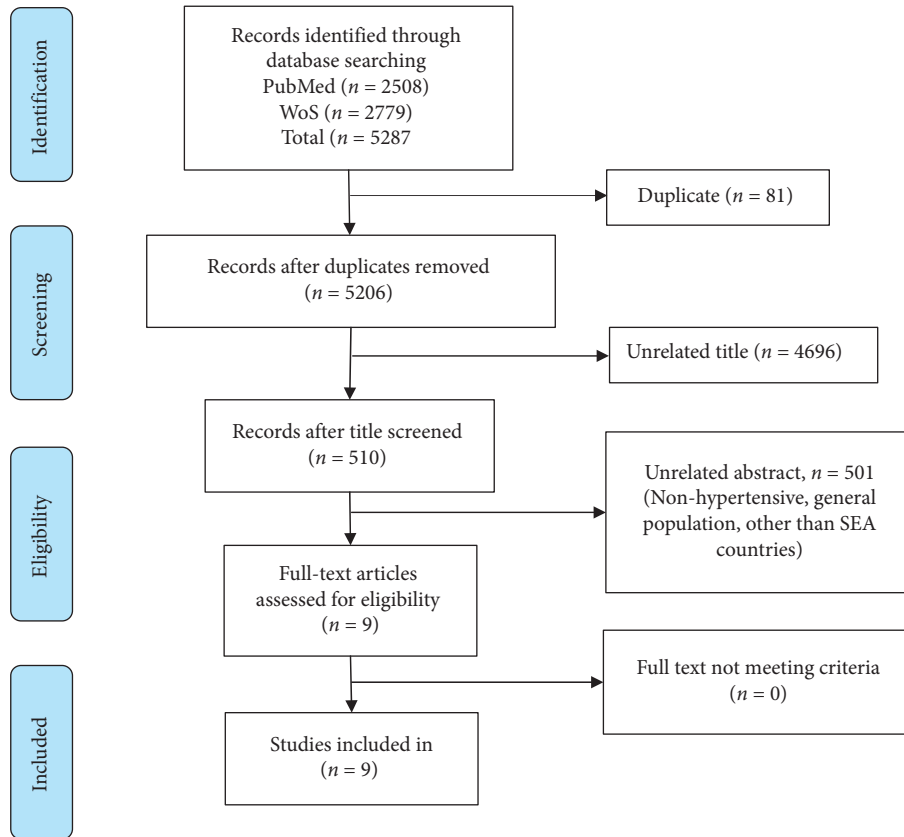 Identification
Records identified through
database searching
PubMed (n = 2508)
WoS (n = 2779)
Total (n = 5287
Duplicate (n = 81)
Screening
Records after duplicates removed
(n = 5206)
Unrelated title (n = 4696)
Records after title screened
(n = 510)
Eligibility
Unrelated abstract, n = 501
(Non-hypertensive, general
population, other than SEA
countries)
Full-text articles
assessed for eligibility
(n = 9)
Full text not meeting criteria
(n = 0)
Included
Studies included in
(n = 9)